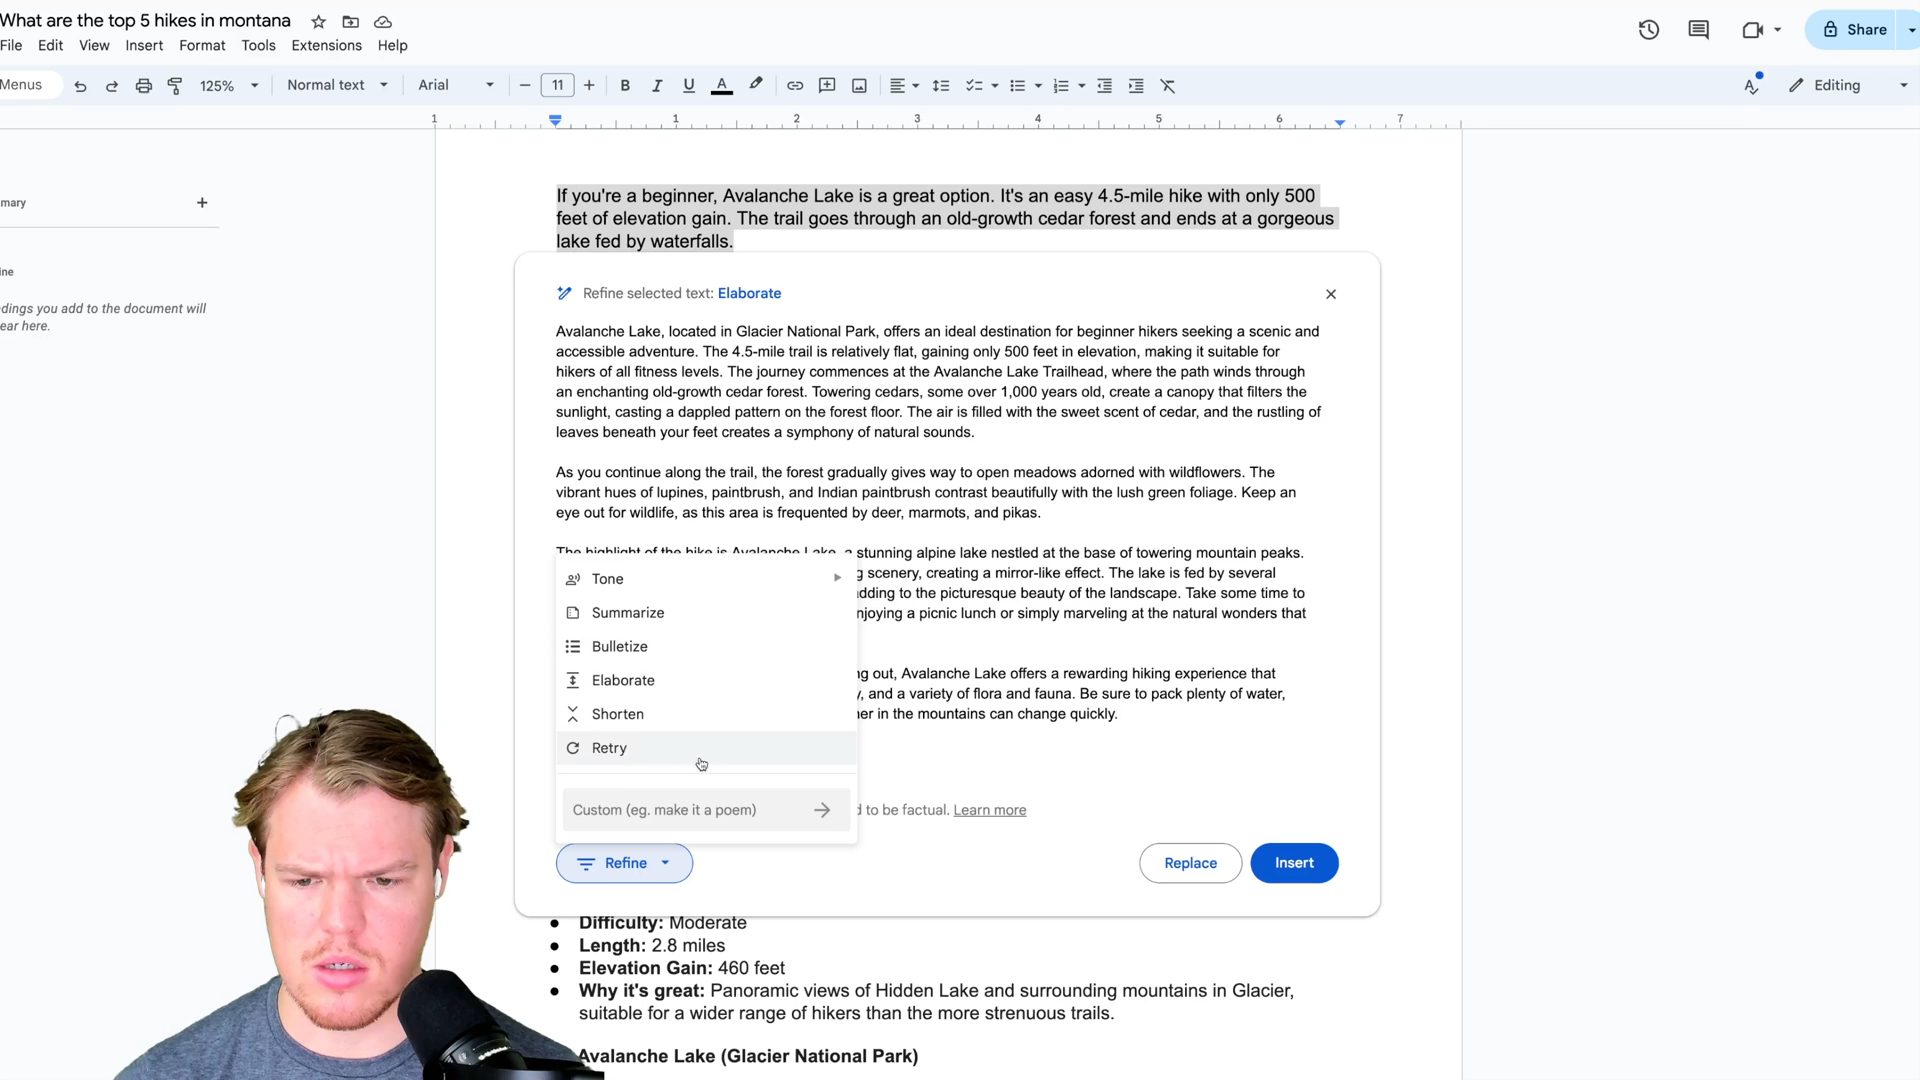 What are the top 5 hikes in montana
File Edit View Insert Format Tools Extensions Help
Share
Menus 125% Normal text Arial 11 Editing
1 1 2 3 4 5 6 7
mary
ine
dings you add to the document will
ear here.
If you're a beginner, Avalanche Lake is a great option. It's an easy 4.5-mile hike with only 500
feet of elevation gain. The trail goes through an old-growth cedar forest and ends at a gorgeous
lake fed by waterfalls.
Refine selected text: Elaborate
Avalanche Lake, located in Glacier National Park, offers an ideal destination for beginner hikers seeking a scenic and
accessible adventure. The 4.5-mile trail is relatively flat, gaining only 500 feet in elevation, making it suitable for
hikers of all fitness levels. The journey commences at the Avalanche Lake Trailhead, where the path winds through
an enchanting old-growth cedar forest. Towering cedars, some over 1,000 years old, create a canopy that filters the
sunlight, casting a dappled pattern on the forest floor. The air is filled with the sweet scent of cedar, and the rustling of
leaves beneath your feet creates a symphony of natural sounds.
As you continue along the trail, the forest gradually gives way to open meadows adorned with wildflowers. The
vibrant hues of lupines, paintbrush, and Indian paintbrush contrast beautifully with the lush green foliage. Keep an
eye out for wildlife, as this area is frequented by deer, marmots, and pikas.
The highlight of the hike is Avalanche Lake, a stunning alpine lake nestled at the base of towering mountain peaks.
g scenery, creating a mirror-like effect. The lake is fed by several
dding to the picturesque beauty of the landscape. Take some time to
njoying a picnic lunch or simply marveling at the natural wonders that
ng out, Avalanche Lake offers a rewarding hiking experience that
y, and a variety of flora and fauna. Be sure to pack plenty of water,
her in the mountains can change quickly.
Tone
Summarize
Bulletize
Elaborate
Shorten
Retry
Custom (eg. make it a poem)
d to be factual. Learn more
Refine
Replace
Insert
Difficulty: Moderate
Length: 2.8 miles
Elevation Gain: 460 feet
Why it's great: Panoramic views of Hidden Lake and surrounding mountains in Glacier,
suitable for a wider range of hikers than the more strenuous trails.
Avalanche Lake (Glacier National Park)